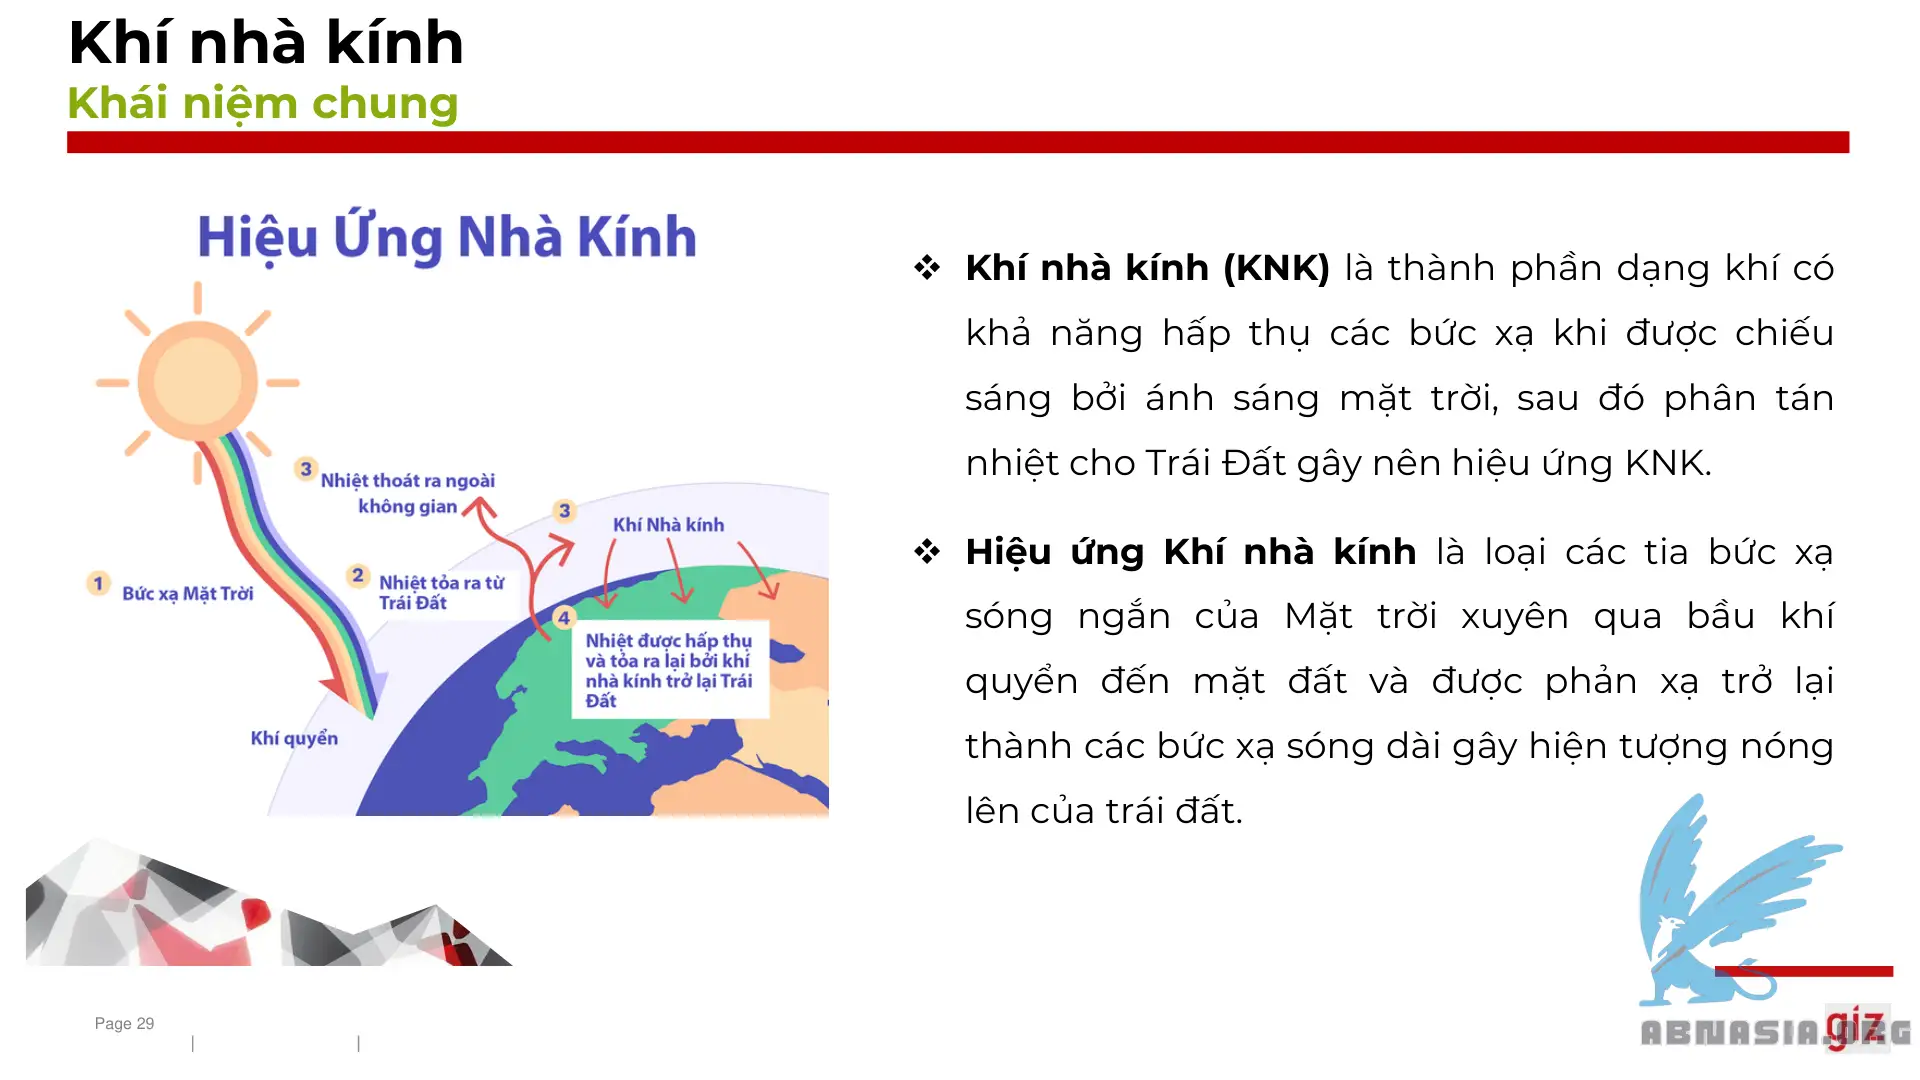 Khí nhà kính
Khái niệm chung
Hiệu Ứng Nhà Kính
3
Nhiệt thoát ra ngoài
không gian
3
Khí Nhà kính
1
Bức xạ Mặt Trời
2
Nhiệt tỏa ra từ
Trái Đất
4
Nhiệt được hấp thụ
và tỏa ra lại bởi khí
nhà kính trở lại Trái
Đất
Khí quyển
❖ Khí nhà kính (KNK) là thành phần dạng khí có
khả năng hấp thụ các bức xạ khi được chiếu
sáng bởi ánh sáng mặt trời, sau đó phân tán
nhiệt cho Trái Đất gây nên hiệu ứng KNK.
❖ Hiệu ứng Khí nhà kính là loại các tia bức xạ
sóng ngắn của Mặt trời xuyên qua bầu khí
quyển đến mặt đất và được phản xạ trở lại
thành các bức xạ sóng dài gây hiện tượng nóng
lên của trái đất.
Page 29
| |
giz
ABNASIA.ORG